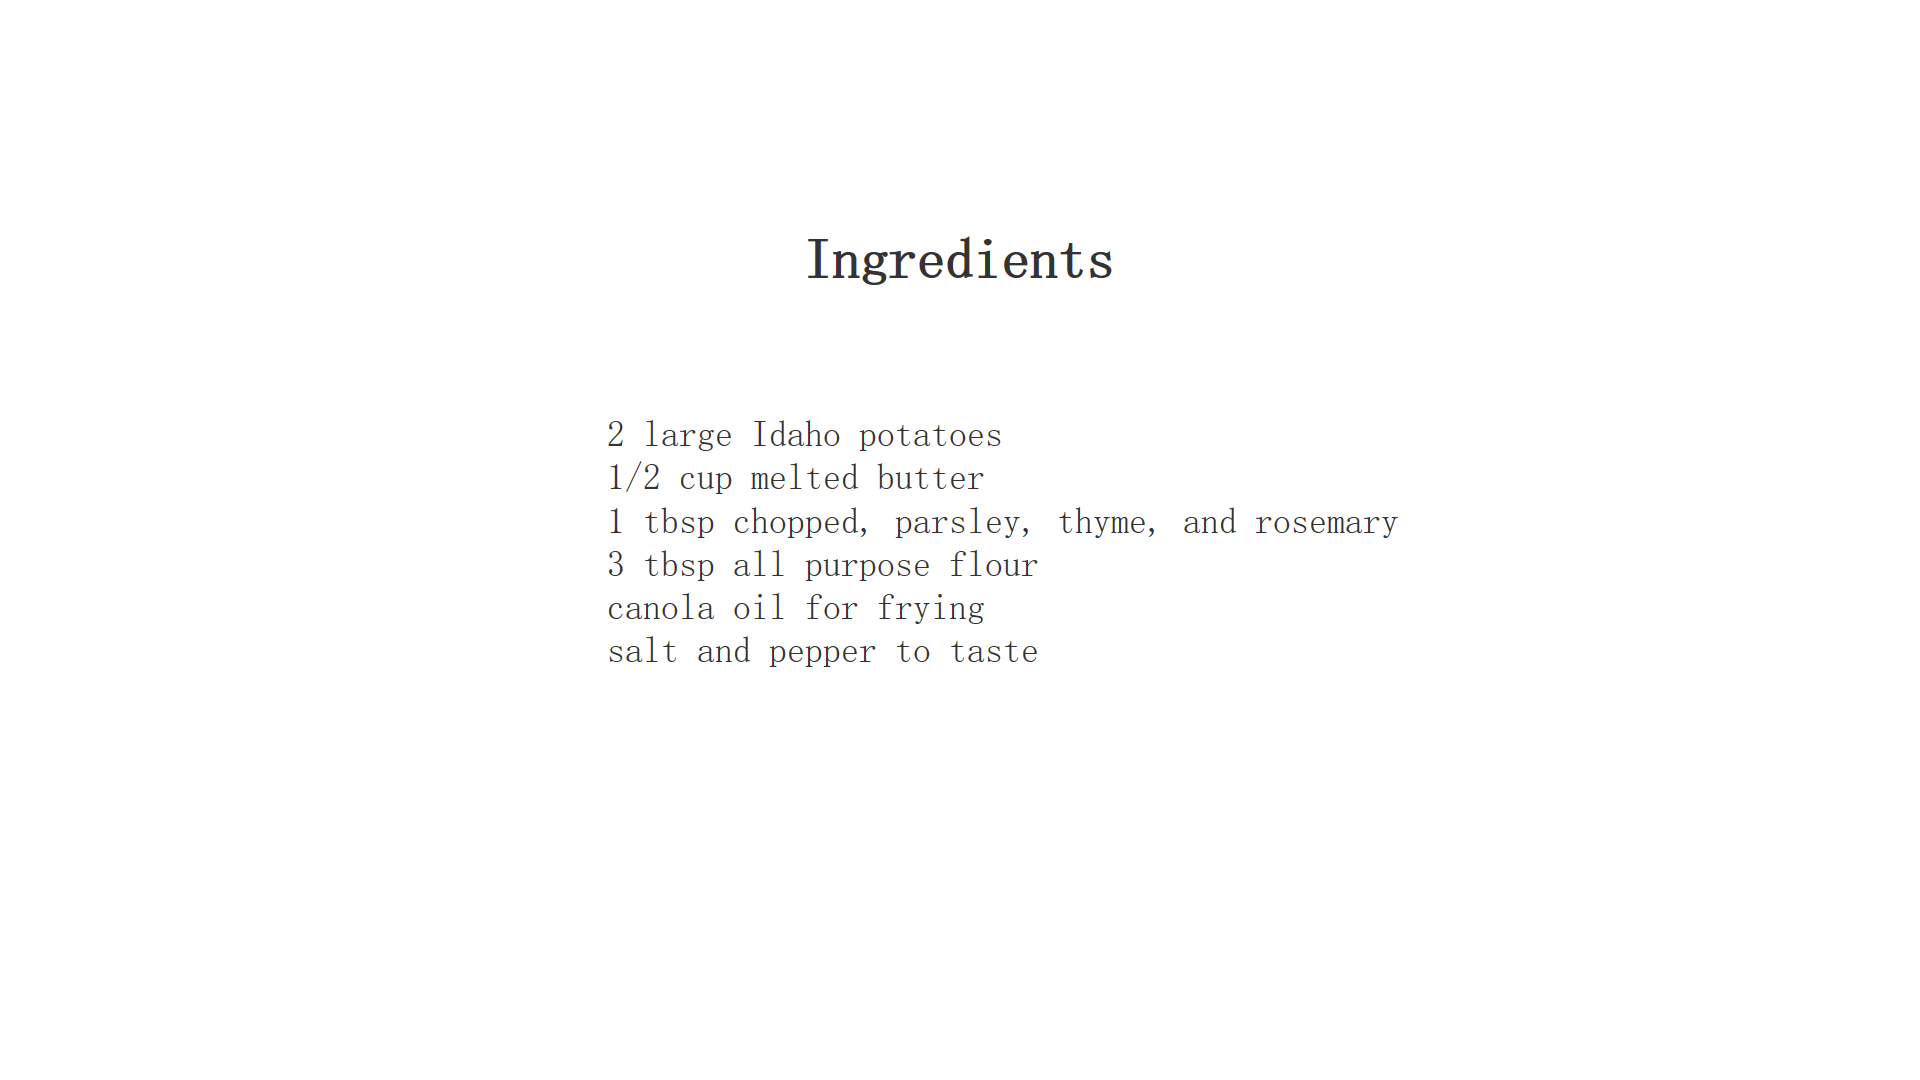 Ingredients
2 large Idaho potatoes
1/2 cup melted butter
1 tbsp chopped, parsley, thyme, and rosemary
3 tbsp all purpose flour
canola oil for frying
salt and pepper to taste